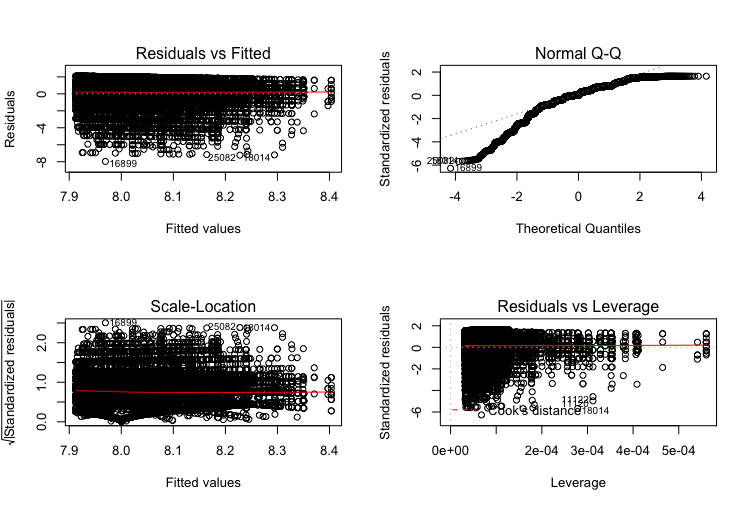 Residuals vs Fitted
Residuals
0
-4
-8
16899
25082
18014
7.9 8.0 8.1 8.2 8.3 8.4
Fitted values
Normal Q-Q
Standardized residuals
2
0
-2
-4
-6
16899
-4 -2 0 2 4
Theoretical Quantiles
Scale-Location
√|Standardized residuals|
2.0
1.0
0.0
16899
25082
18014
7.9 8.0 8.1 8.2 8.3 8.4
Fitted values
Residuals vs Leverage
Standardized residuals
2
0
-2
-6
Cook's distance
18014
0e+00 2e-04 3e-04 4e-04 5e-04
Leverage